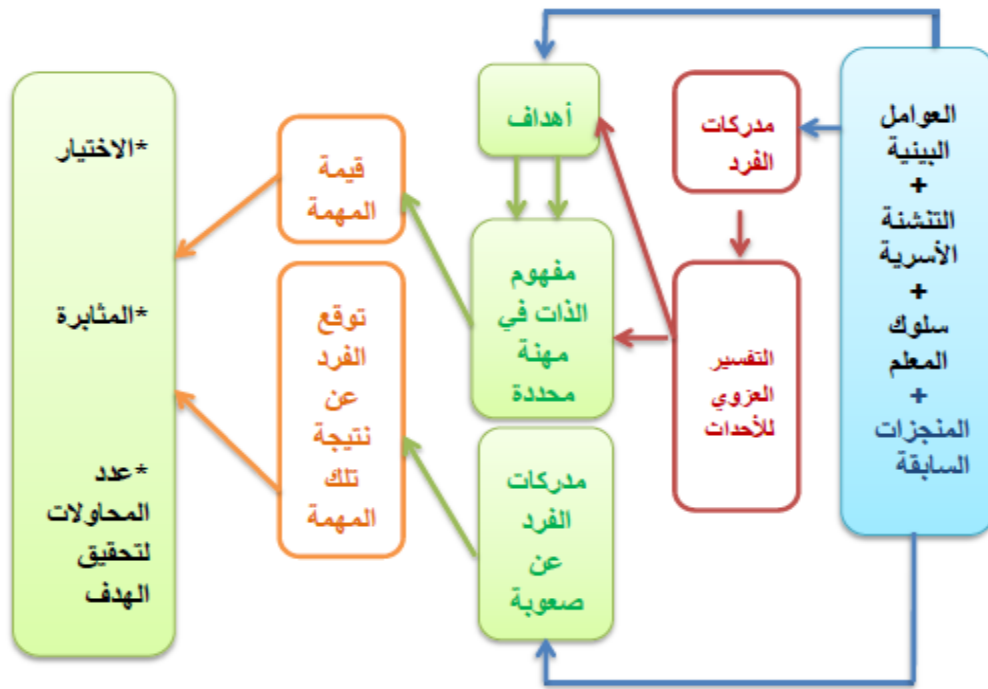 العوامل
البينية
+
التنشئة
الأسرية
+
سلوك
المعلم
+
المنجزات
السابقة
مدركات
الفرد
التفسير
العزوي
للأحداث
أهداف
مفهوم
الذات في
مهنة
محددة
مدركات
الفرد
عن
صعوبة
قيمة
المهمة
توقع
الفرد
عن
نتيجة
تلك
المهمة
*الاختيار
*المثابرة
*عدد
المحاولات
لتحقيق
الهدف